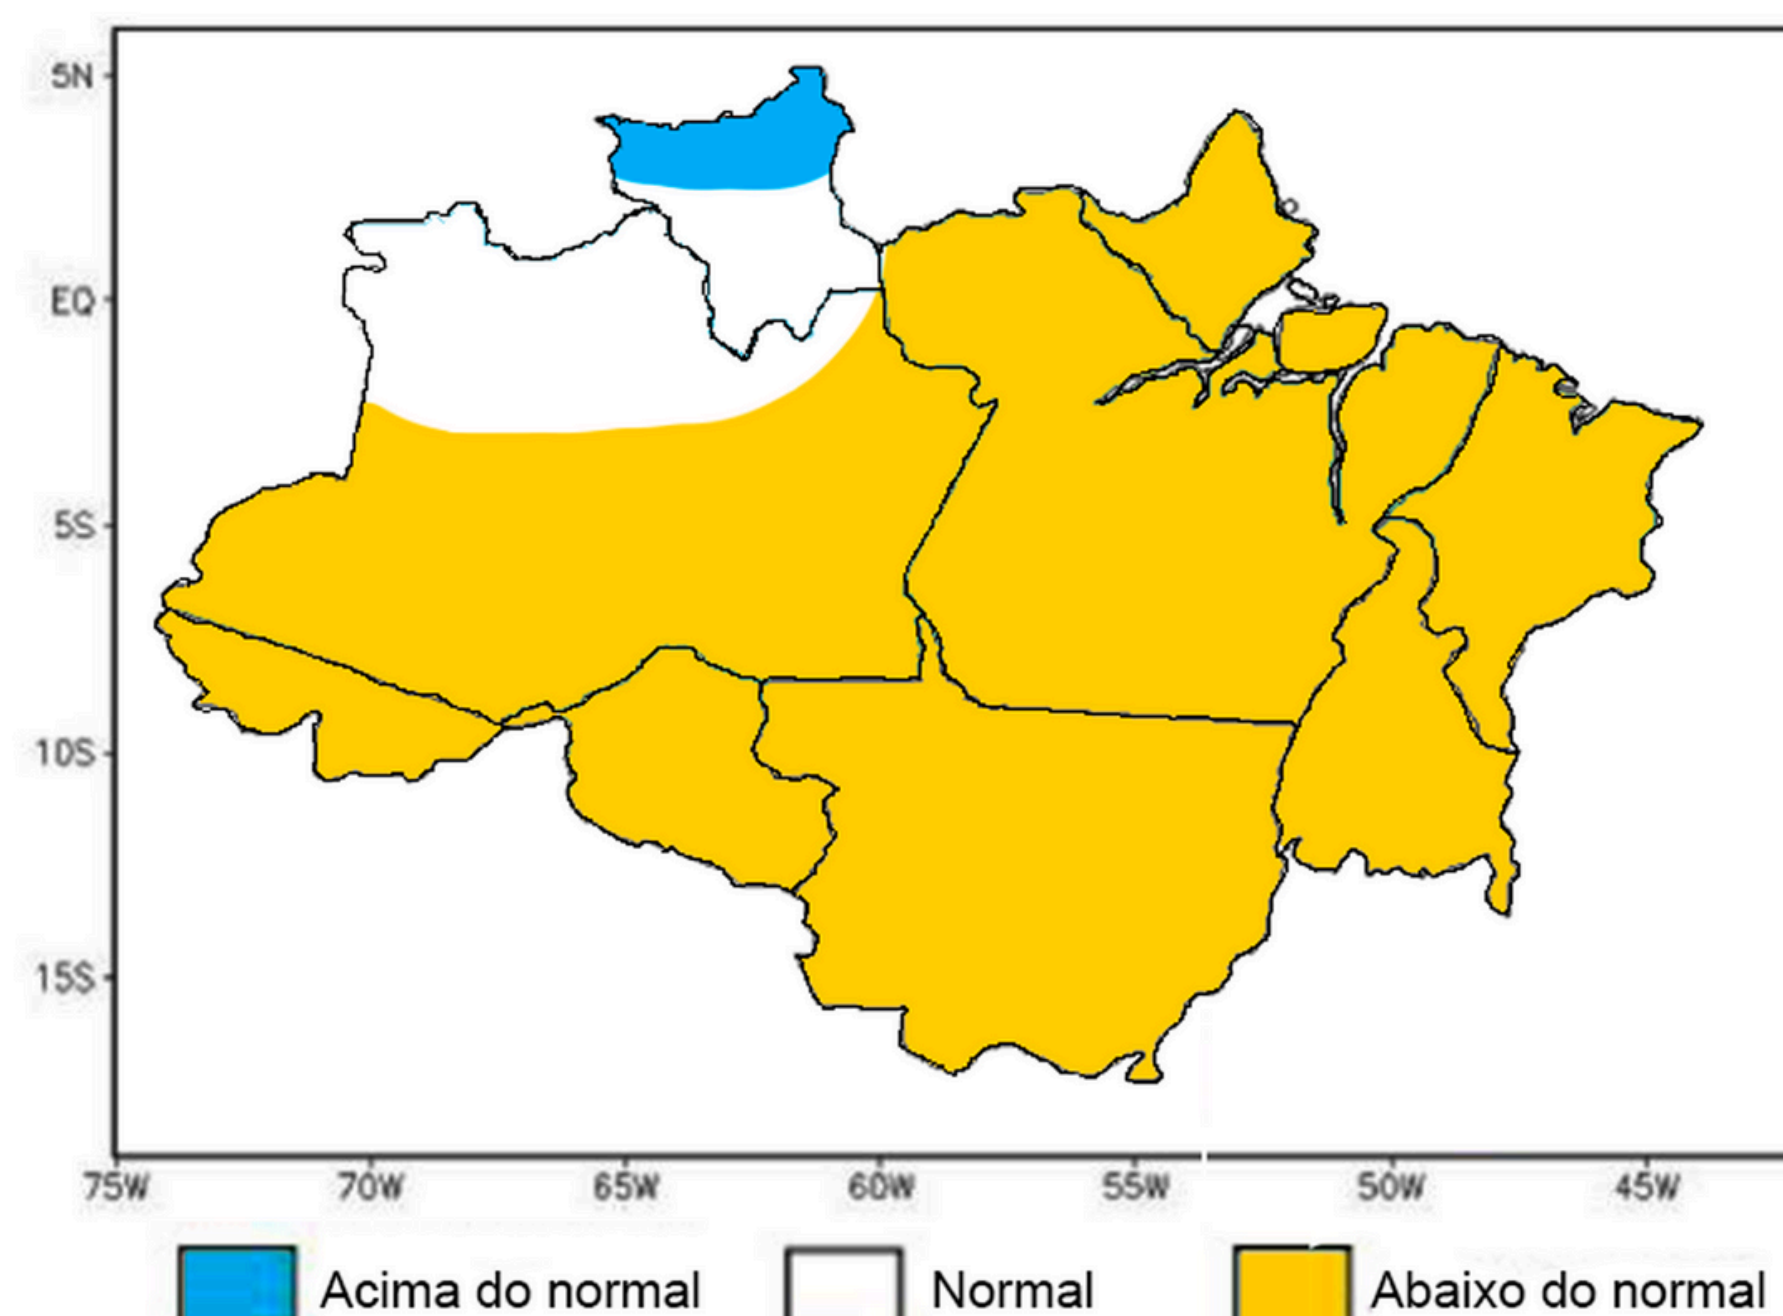 5N
EQ
5S
10S
15S
75W 70W 65W 60W 55W 50W 45W
Acima do normal Normal Abaixo do normal